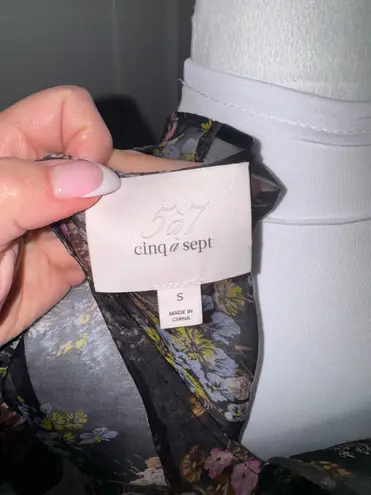 5à7
cinq à sept
S
MADE IN
CHINA